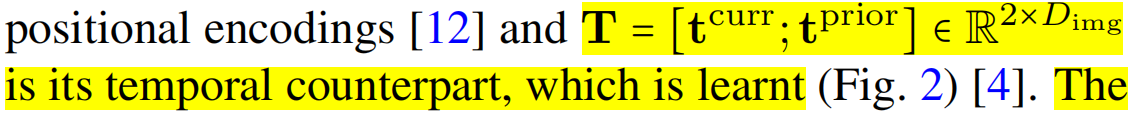 positional encodings [12] and T = [t^curr; t^prior] ∈ ℝ^{2×D_img}
is its temporal counterpart, which is learnt (Fig. 2) [4]. The